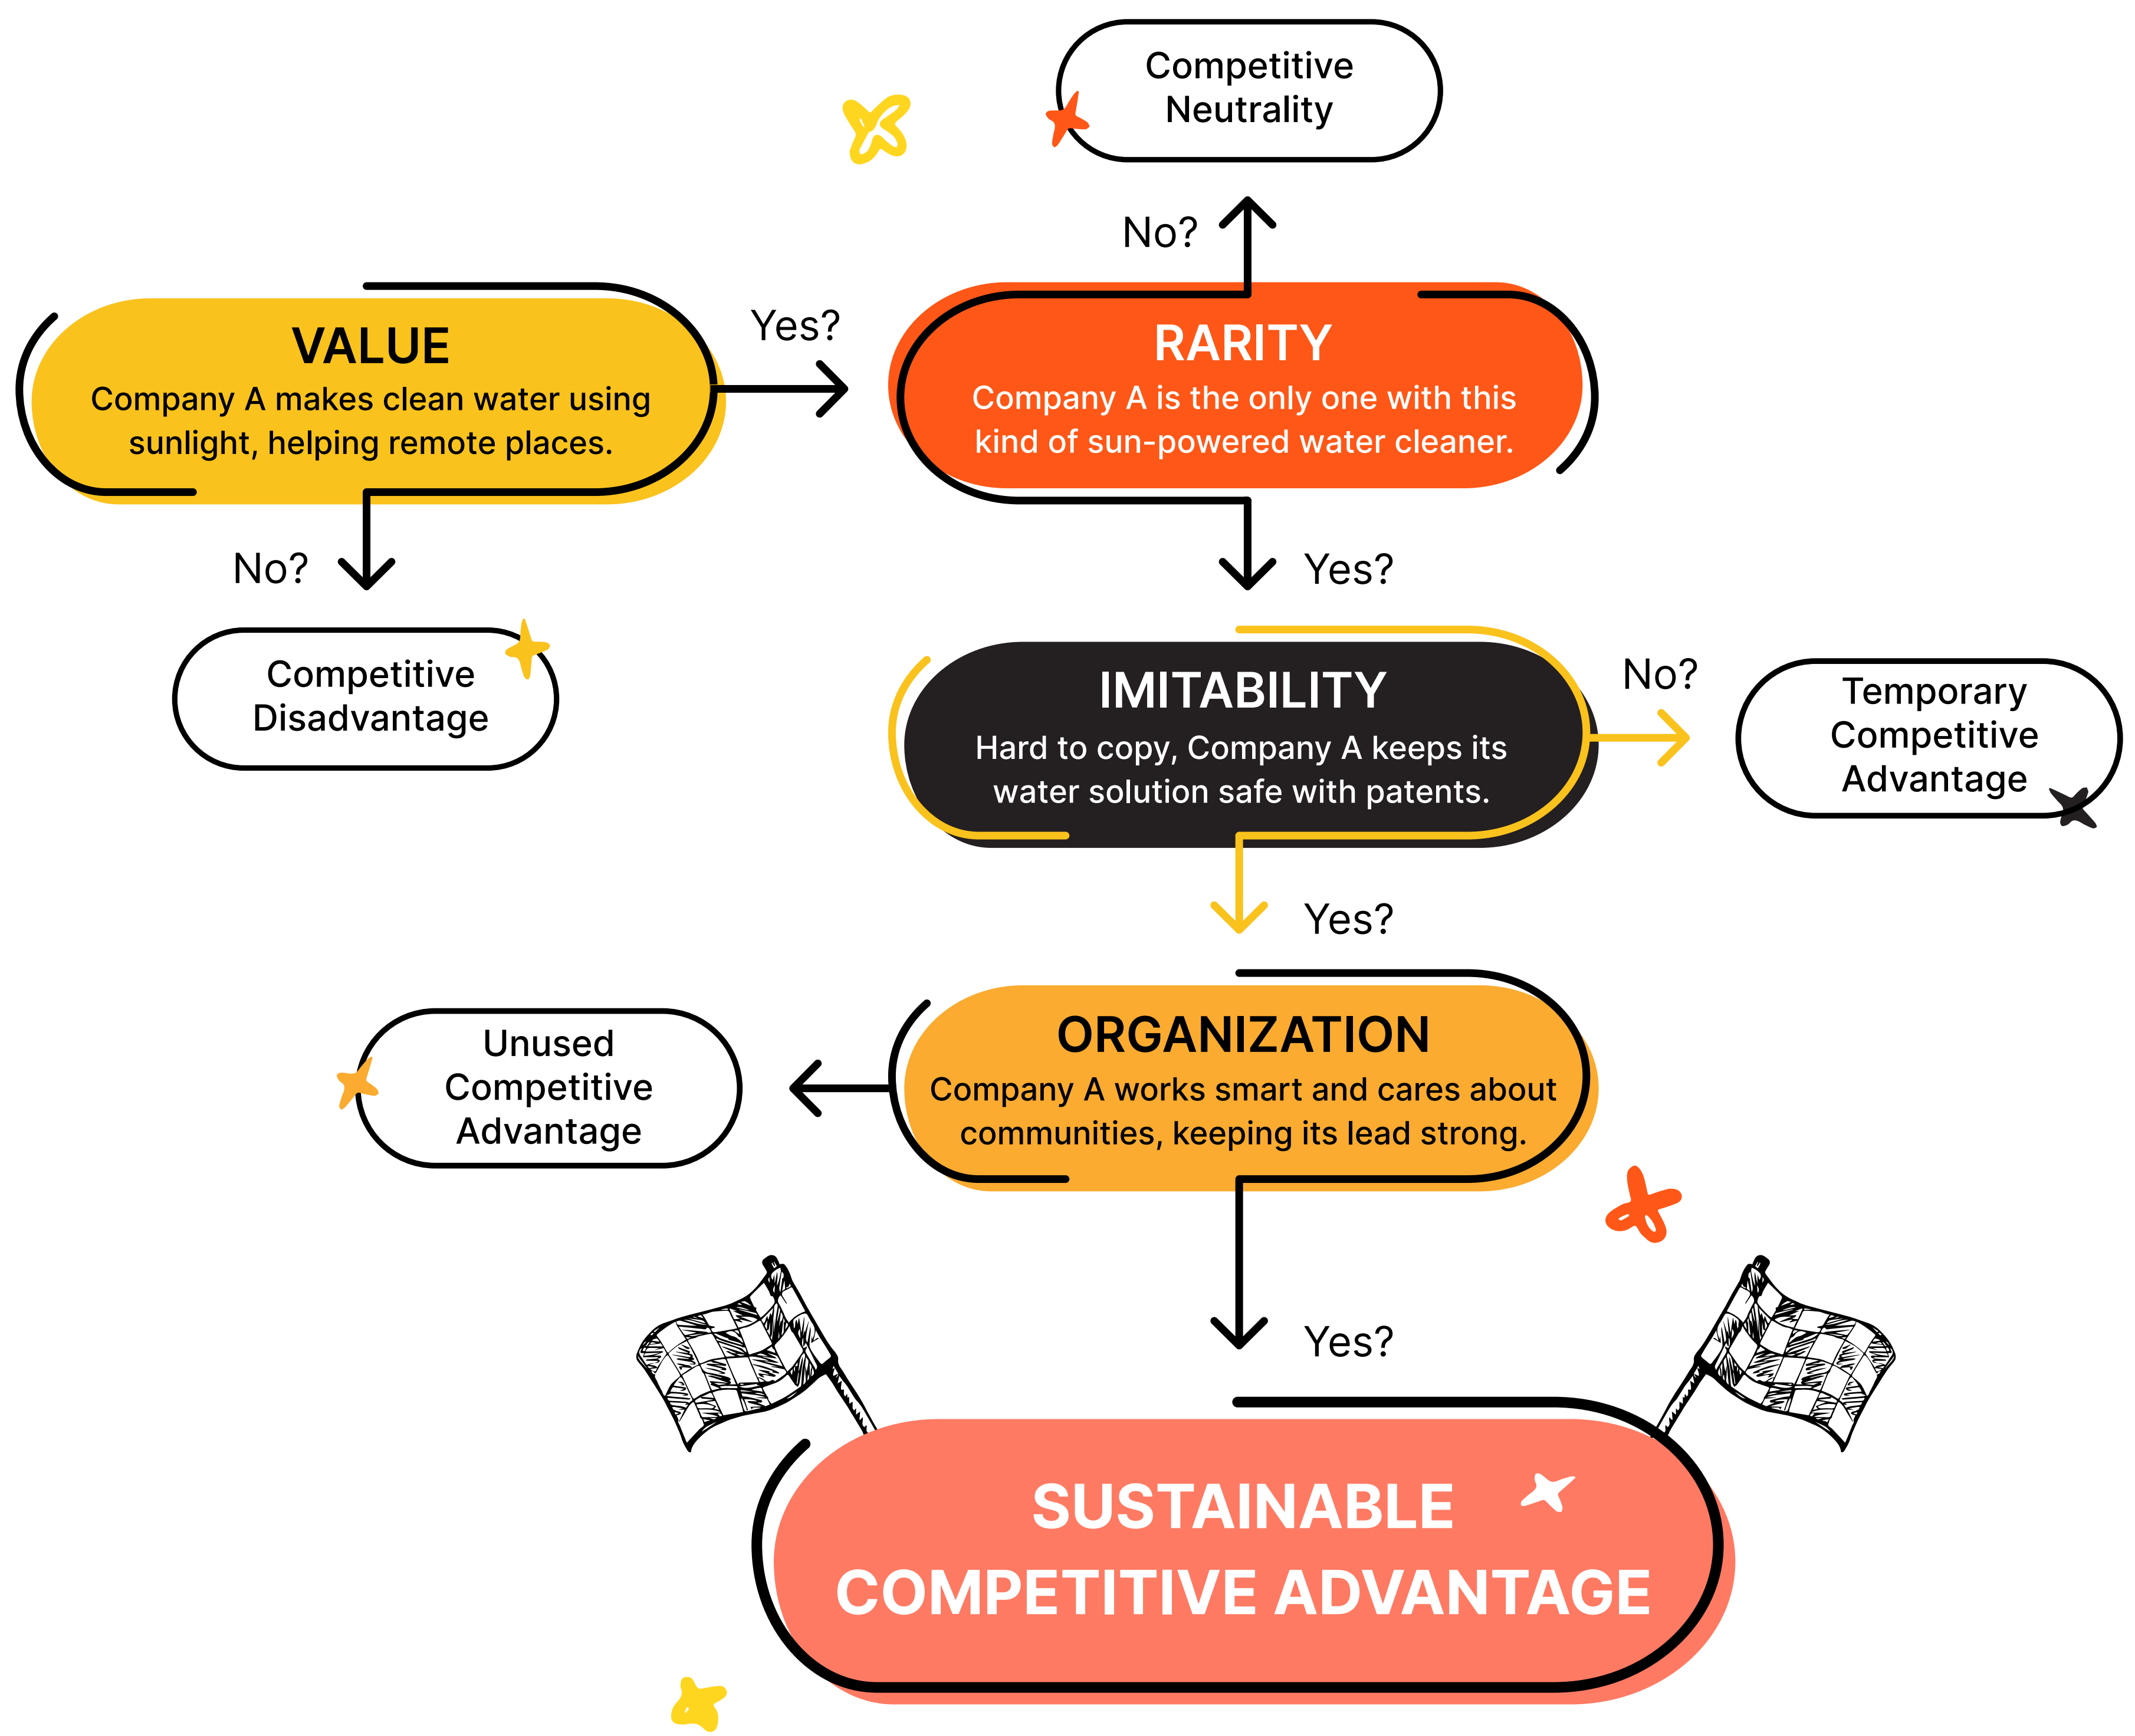 Competitive
Neutrality
No?
VALUE
Company A makes clean water using
sunlight, helping remote places.
Yes?
RARITY
Company A is the only one with this
kind of sun-powered water cleaner.
No?
Competitive
Disadvantage
Yes?
IMITABILITY
Hard to copy, Company A keeps its
water solution safe with patents.
No?
Temporary
Competitive
Advantage
Yes?
Unused
Competitive
Advantage
ORGANIZATION
Company A works smart and cares about
communities, keeping its lead strong.
Yes?
SUSTAINABLE
COMPETITIVE ADVANTAGE